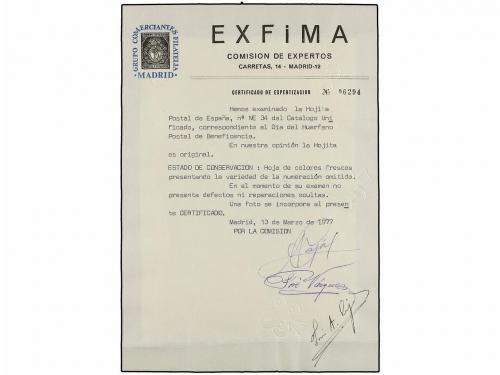 EXFiMA
GRUPO COMERCIANTES FILATELIA
MADRID
COMISION DE EXPERTOS
CARRETAS, 14 - MADRID-12
CERTIFICADO DE EXPERTIZACION № 00294
Hemos examinado la Hojita
Postal de España, nº NE 34 del Catalogo Uni
ficado, correspondiente al Dia del Huerfano
Postal de Beneficencia.
En nuestra opinión la Hojita
es original.
ESTADO DE CONSERVACION : Hoja de colores frescos
presentando la variedad de la numeración omitida.
En el momento de su examen no
presenta defectos ni reparaciones ocultas.
Una foto se incorpora al presen
te CERTIFICADO.
Madrid, 13 de Marzo de 1977
POR LA COMISION
José Vázquez